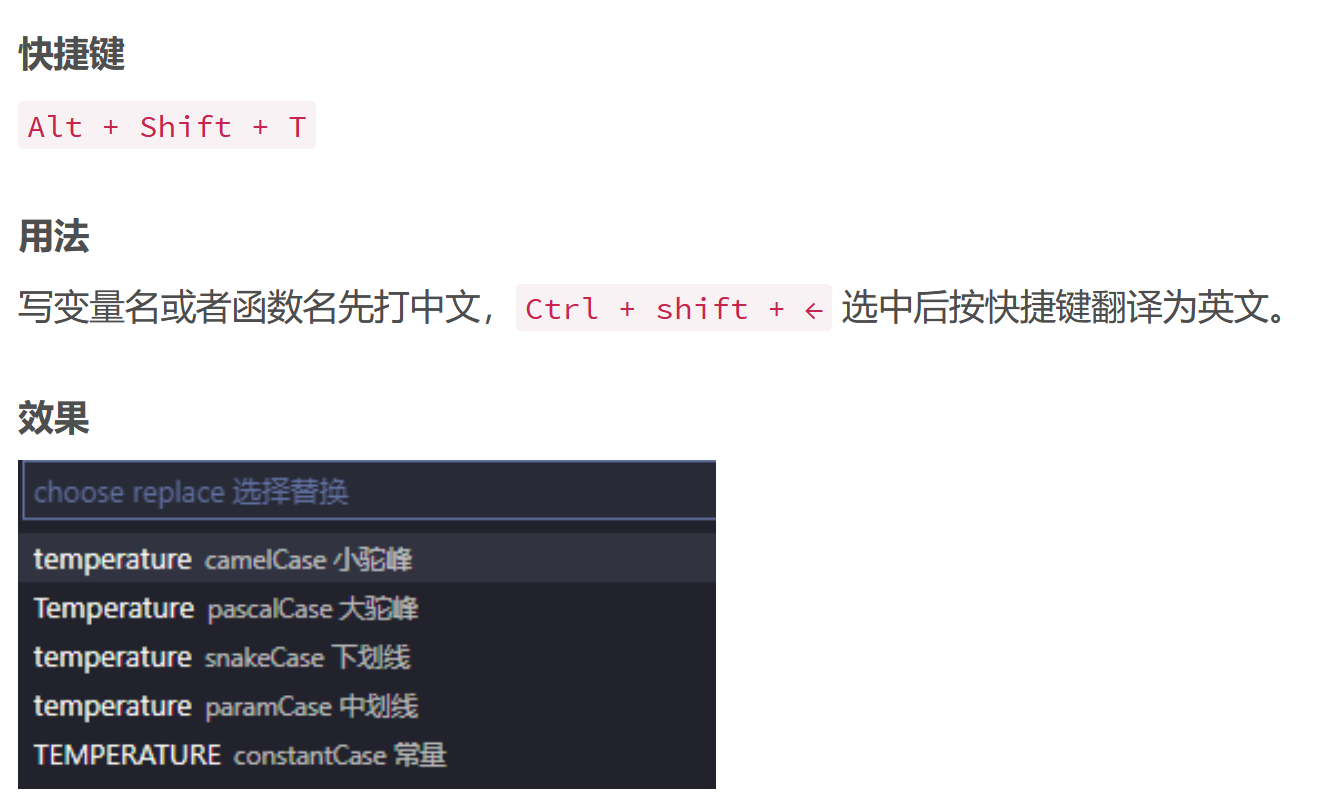 快捷键
Alt + Shift + T
用法
写变量名或者函数名先打中文，Ctrl + shift + ← 选中后按快捷键翻译为英文。
效果
choose replace 选择替换
temperature camelCase 小驼峰
Temperature pascalCase 大驼峰
temperature snakeCase 下划线
temperature paramCase 中划线
TEMPERATURE constantCase 常量